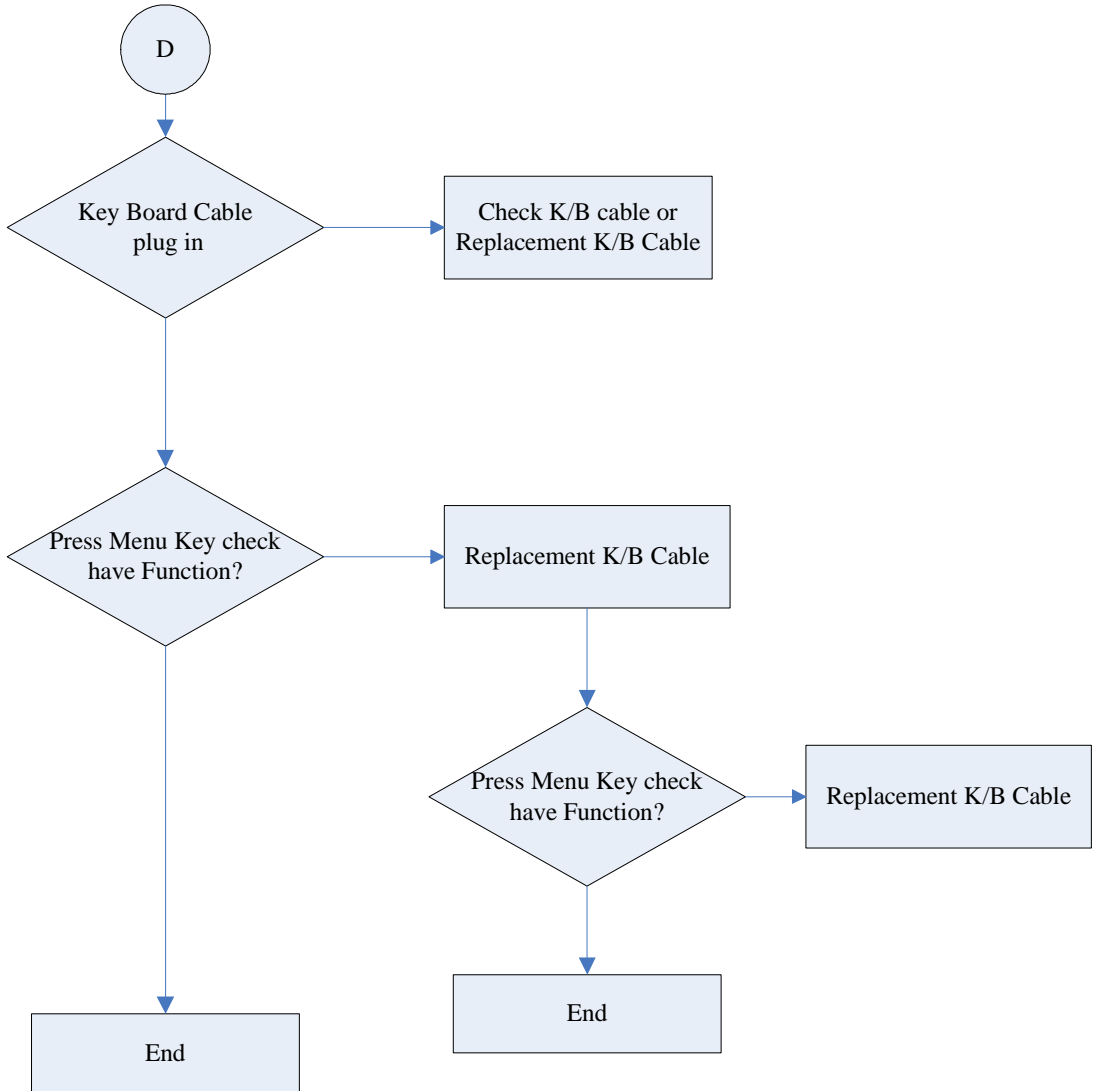 D
Key Board Cable
plug in
Check K/B cable or
Replacement K/B Cable
Press Menu Key check
have Function?
Replacement K/B Cable
Press Menu Key check
have Function?
Replacement K/B Cable
End
End